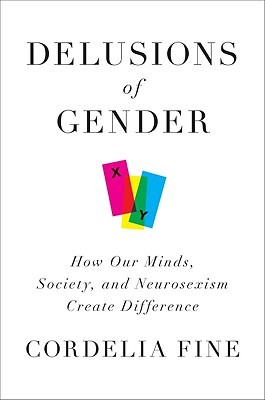 DELUSIONS
of
GENDER
X
Y
How Our Minds,
Society, and Neurosexism
Create Difference
CORDELIA FINE